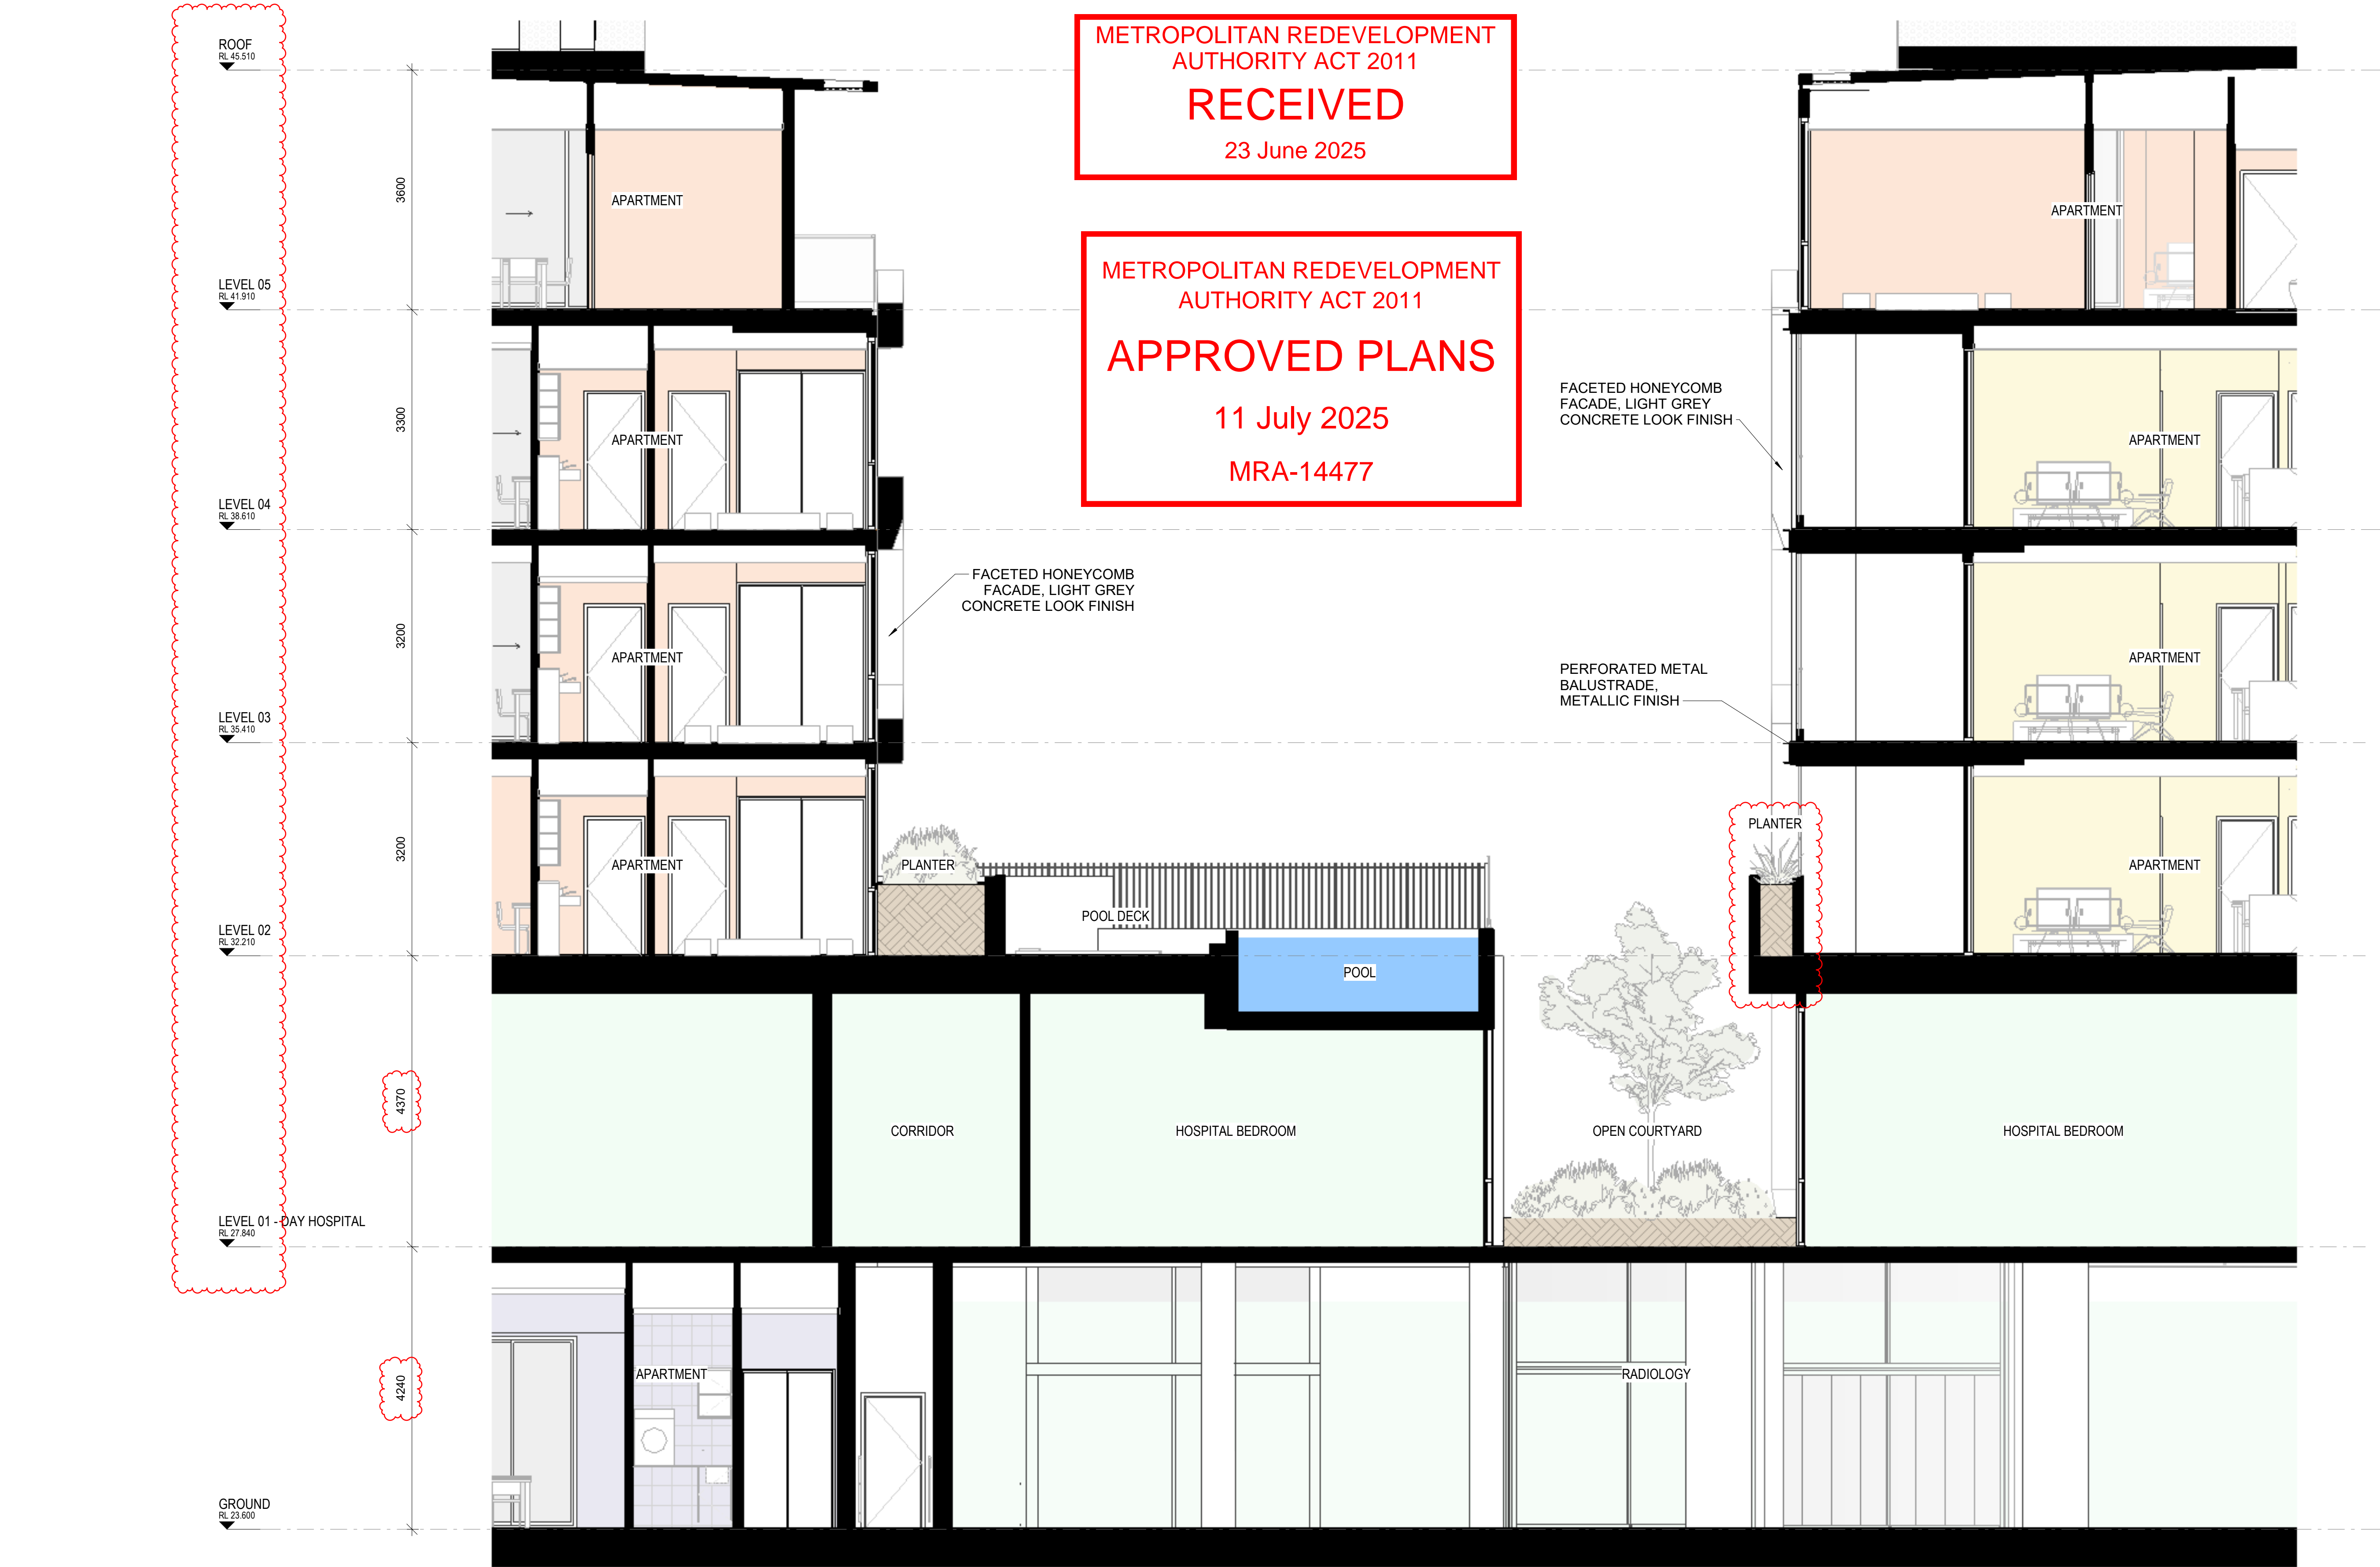 METROPOLITAN REDEVELOPMENT
AUTHORITY ACT 2011
RECEIVED
23 June 2025
METROPOLITAN REDEVELOPMENT
AUTHORITY ACT 2011
APPROVED PLANS
11 July 2025
MRA-14477
ROOF
RL 45.510
3600
APARTMENT
APARTMENT
LEVEL 05
RL 41.910
3300
APARTMENT
FACETED HONEYCOMB
FACADE, LIGHT GREY
CONCRETE LOOK FINISH
APARTMENT
LEVEL 04
RL 38.610
FACETED HONEYCOMB
FACADE, LIGHT GREY
CONCRETE LOOK FINISH
3200
APARTMENT
PERFORATED METAL
BALUSTRADE,
METALLIC FINISH
APARTMENT
LEVEL 03
RL 35.410
3200
APARTMENT
PLANTER
POOL DECK
PLANTER
APARTMENT
LEVEL 02
RL 32.210
POOL
4370
CORRIDOR
HOSPITAL BEDROOM
OPEN COURTYARD
HOSPITAL BEDROOM
LEVEL 01 - DAY HOSPITAL
RL 27.840
4240
APARTMENT
RADIOLOGY
GROUND
RL 23.600